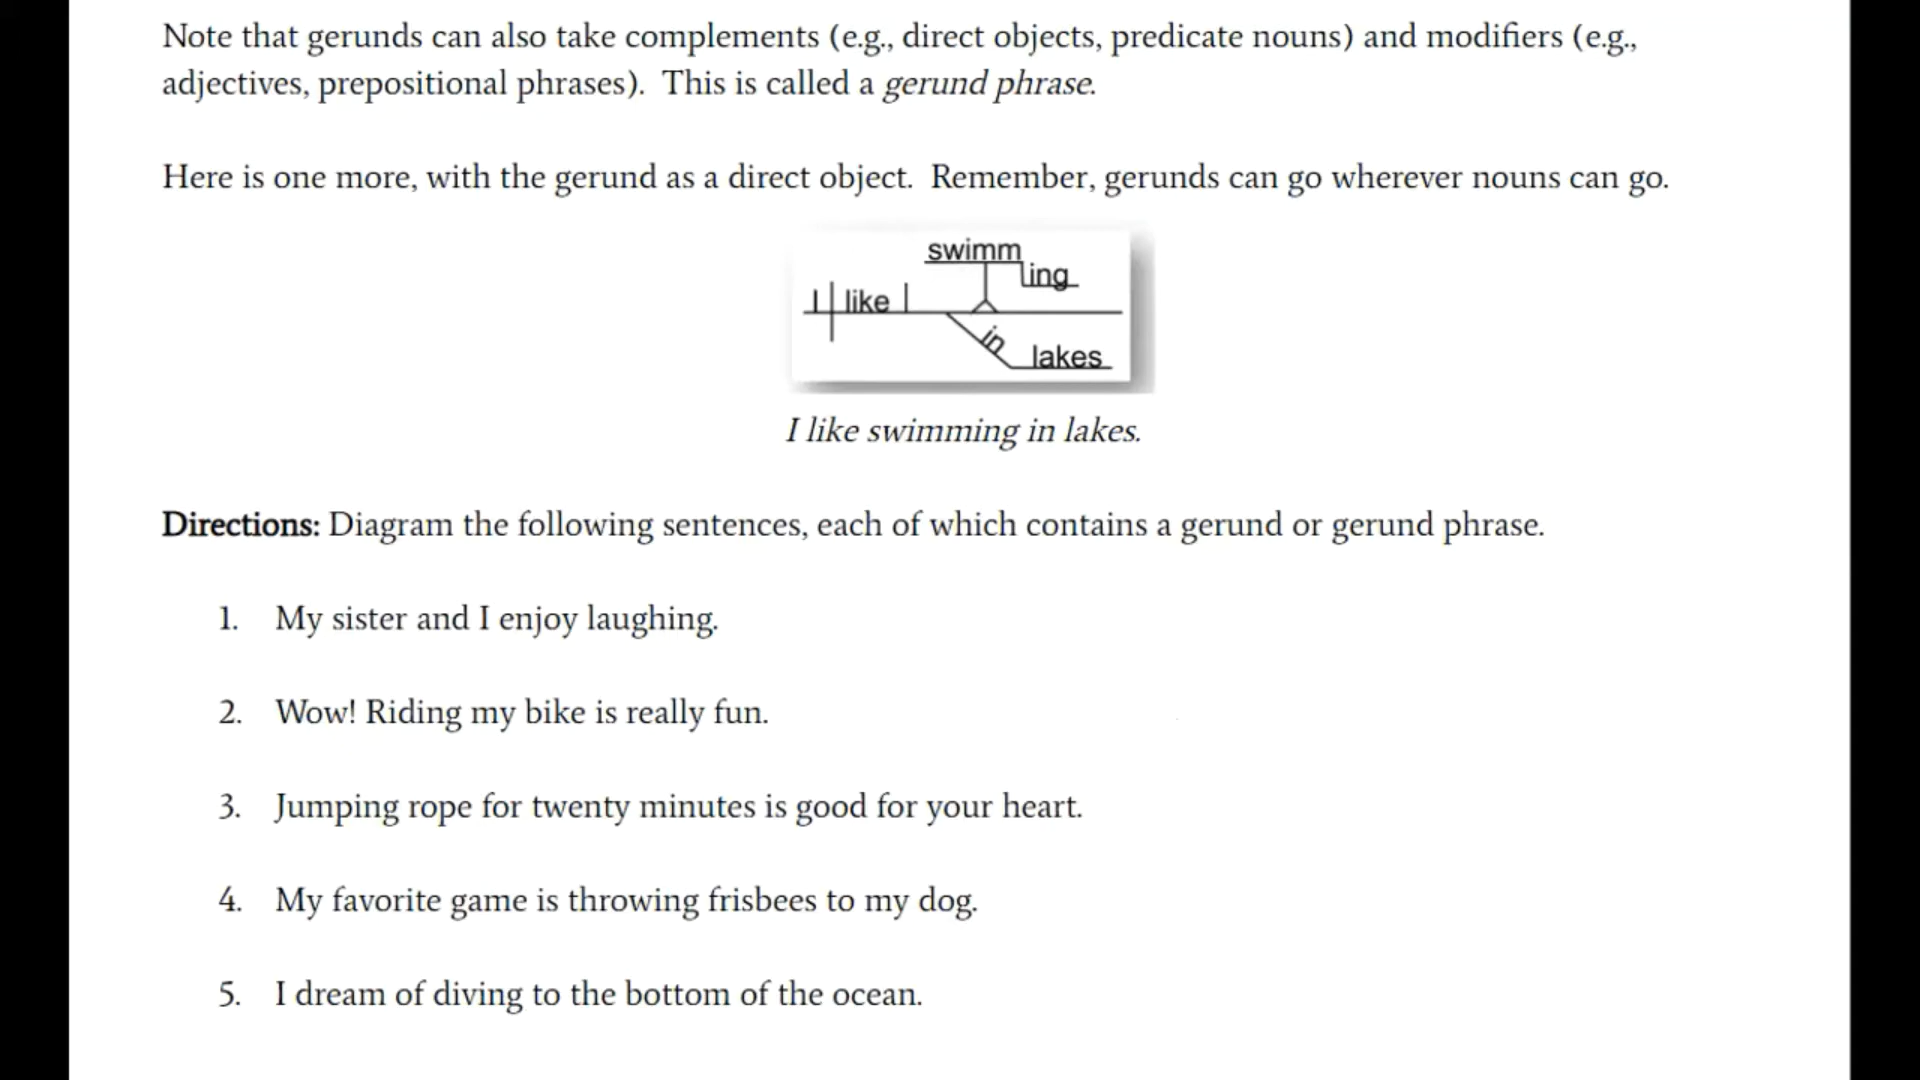 Note that gerunds can also take complements (e.g., direct objects, predicate nouns) and modifiers (e.g.,
adjectives, prepositional phrases). This is called a gerund phrase.
Here is one more, with the gerund as a direct object. Remember, gerunds can go wherever nouns can go.
swimm
ing
I like
in
lakes
I like swimming in lakes.
Directions: Diagram the following sentences, each of which contains a gerund or gerund phrase.
1. My sister and I enjoy laughing.
2. Wow! Riding my bike is really fun.
3. Jumping rope for twenty minutes is good for your heart.
4. My favorite game is throwing frisbees to my dog.
5. I dream of diving to the bottom of the ocean.